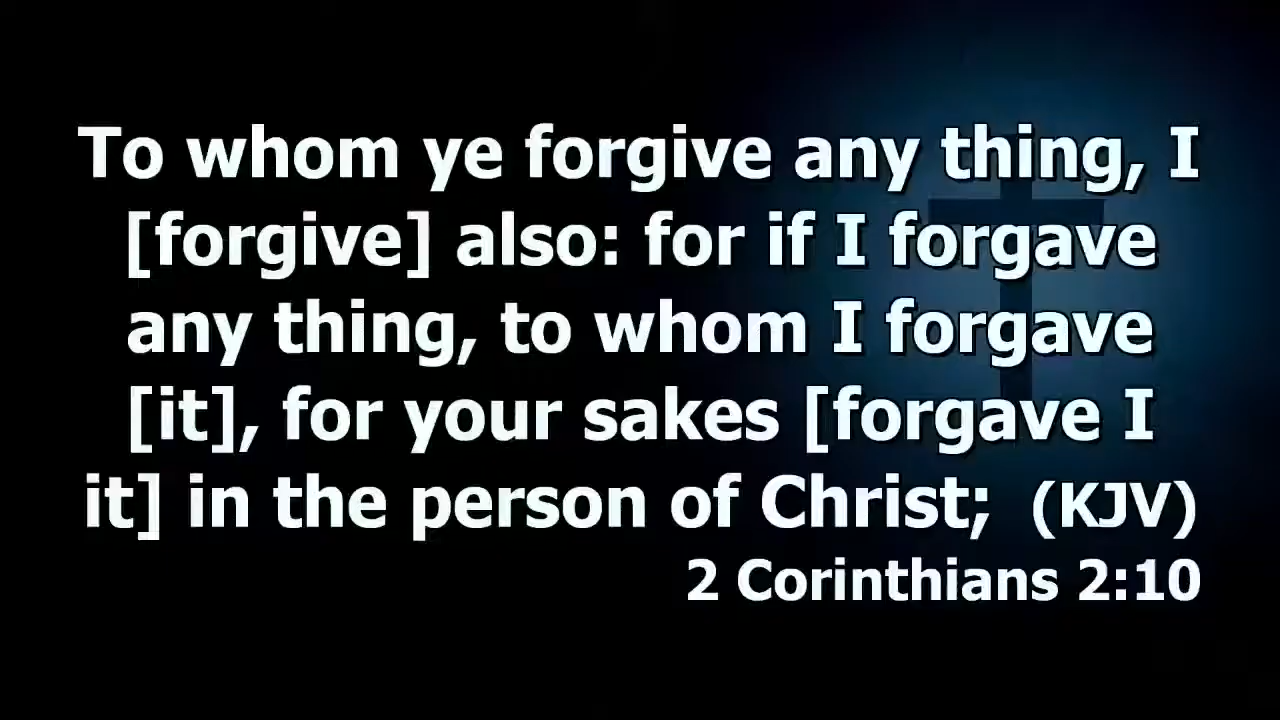 To whom ye forgive any thing, I
[forgive] also: for if I forgave
any thing, to whom I forgave
[it], for your sakes [forgave I
it] in the person of Christ; (KJV)
2 Corinthians 2:10